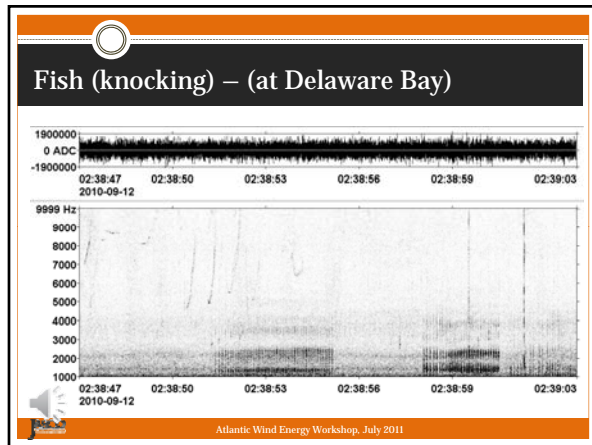 Fish (knocking) – (at Delaware Bay)
1900000
0 ADC
-1900000
02:38:47 02:38:50 02:38:53 02:38:56 02:38:59 02:39:03
2010-09-12
9999 Hz
9000
8000
7000
6000
5000
4000
3000
2000
1000
02:38:47 02:38:50 02:38:53 02:38:56 02:38:59 02:39:03
2010-09-12
Atlantic Wind Energy Workshop, July 2011